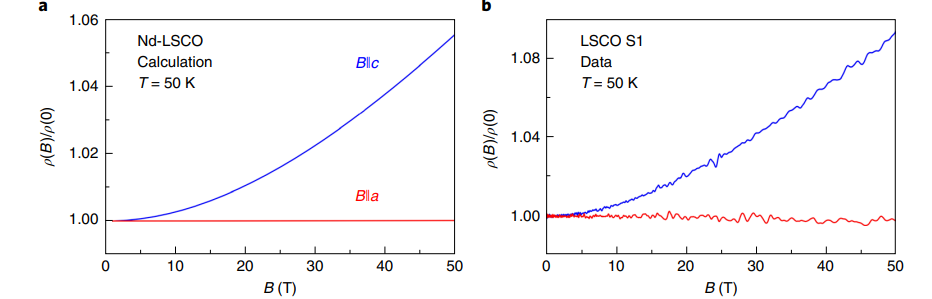 a
1.06
1.04
1.02
1.00
ρ(B)/ρ(0)
Nd-LSCO
Calculation
T = 50 K
B∥c
B∥a
0 10 20 30 40 50
B (T)
b
1.08
1.04
1.00
ρ(B)/ρ(0)
LSCO S1
Data
T = 50 K
0 10 20 30 40 50
B (T)